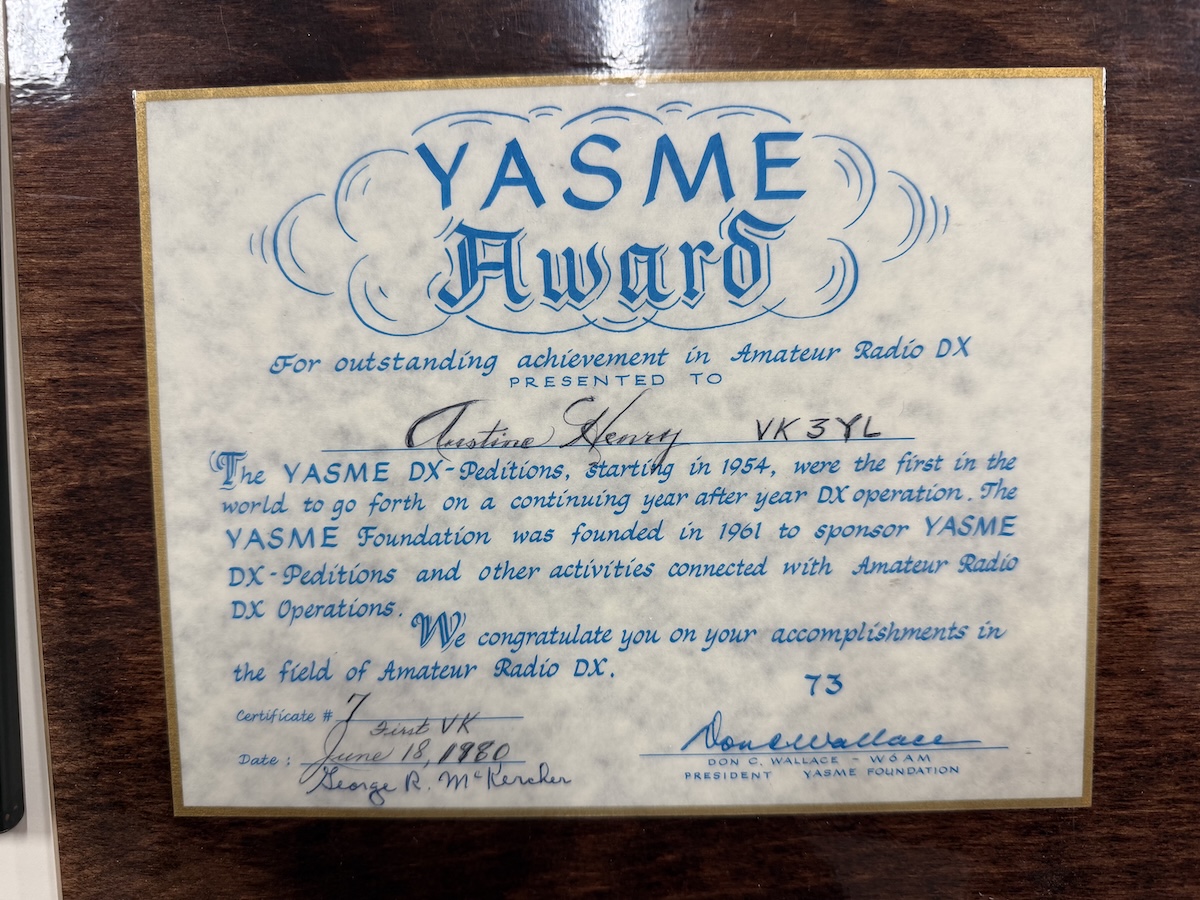 YASME
Award
For outstanding achievement in Amateur Radio DX
PRESENTED TO
Austine Henry VK3YL
The YASME DX-Peditions, starting in 1954, were the first in the
world to go forth on a continuing year after year DX operation. The
YASME Foundation was founded in 1961 to sponsor YASME
DX-Peditions and other activities connected with Amateur Radio
DX Operations.
We congratulate you on your accomplishments in
the field of Amateur Radio DX.
73
Certificate # 7
First VK
Date : June 18, 1980
George R. McKercher
Don C Wallace
DON C. WALLACE - W6AM
PRESIDENT YASME FOUNDATION